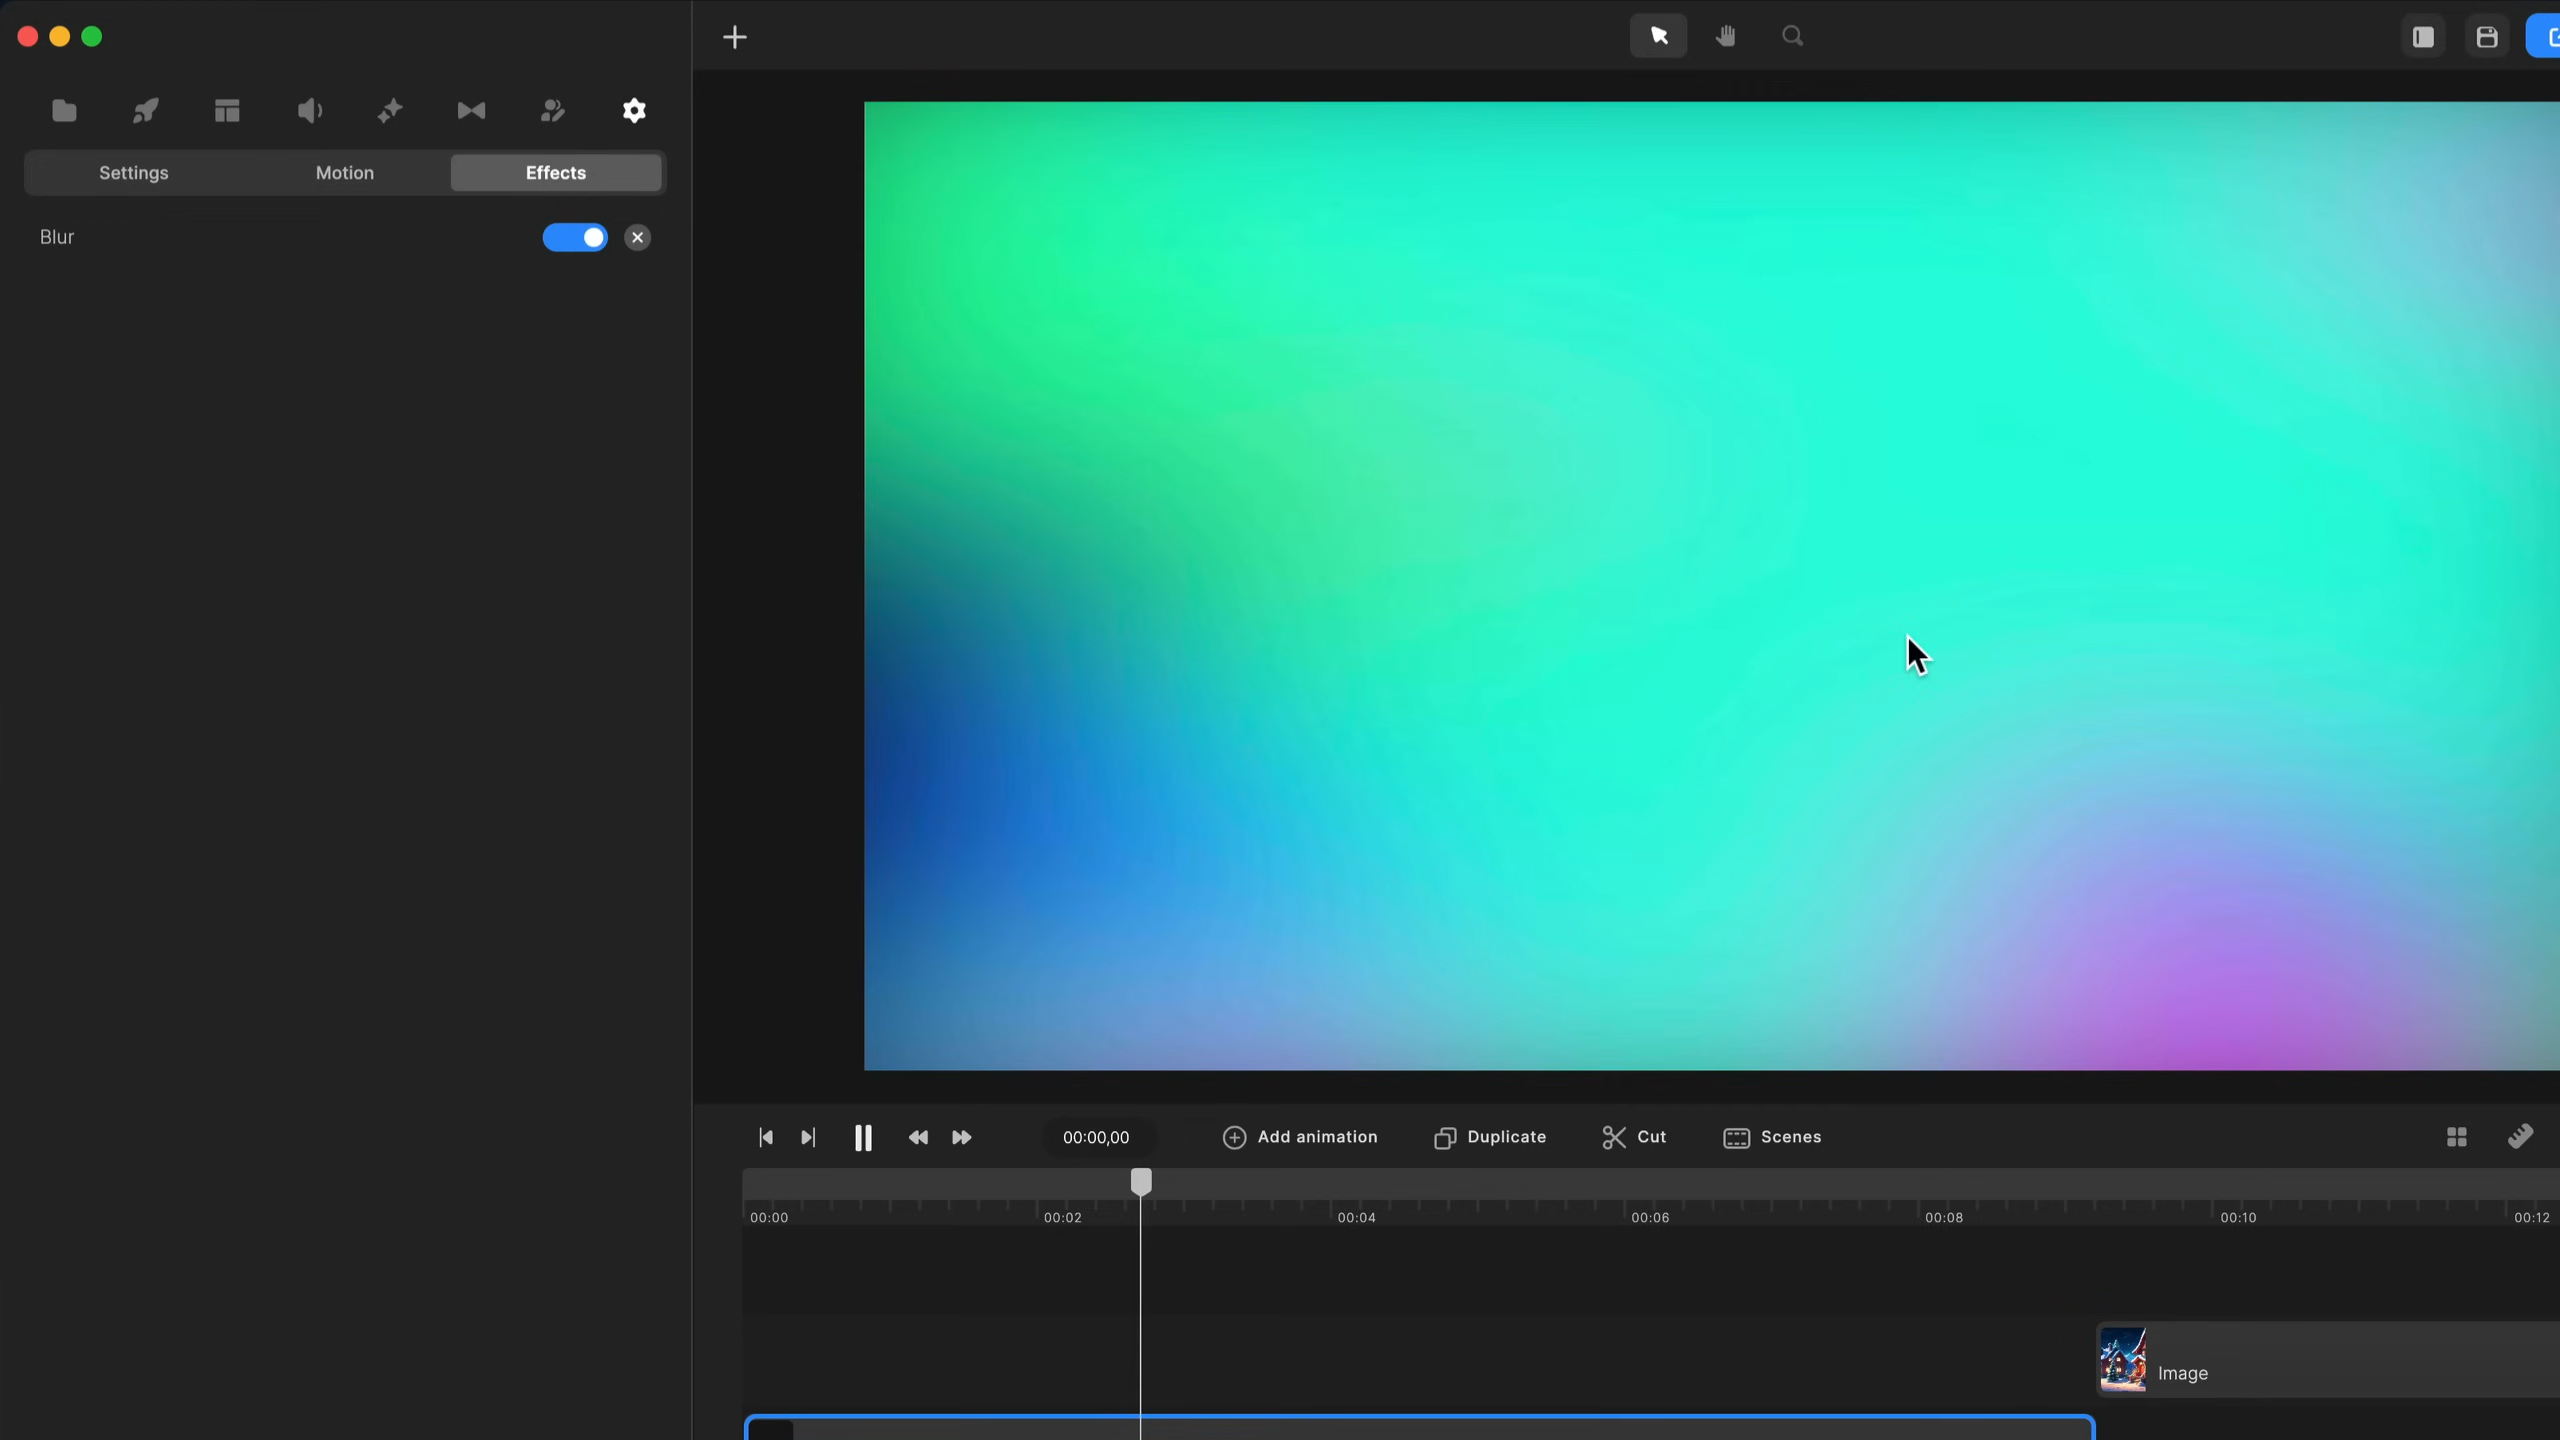 Settings
Motion
Effects
Blur
00:00,00
Add animation
Duplicate
Cut
Scenes
00:00
00:02
00:04
00:06
00:08
00:10
00:12
Image